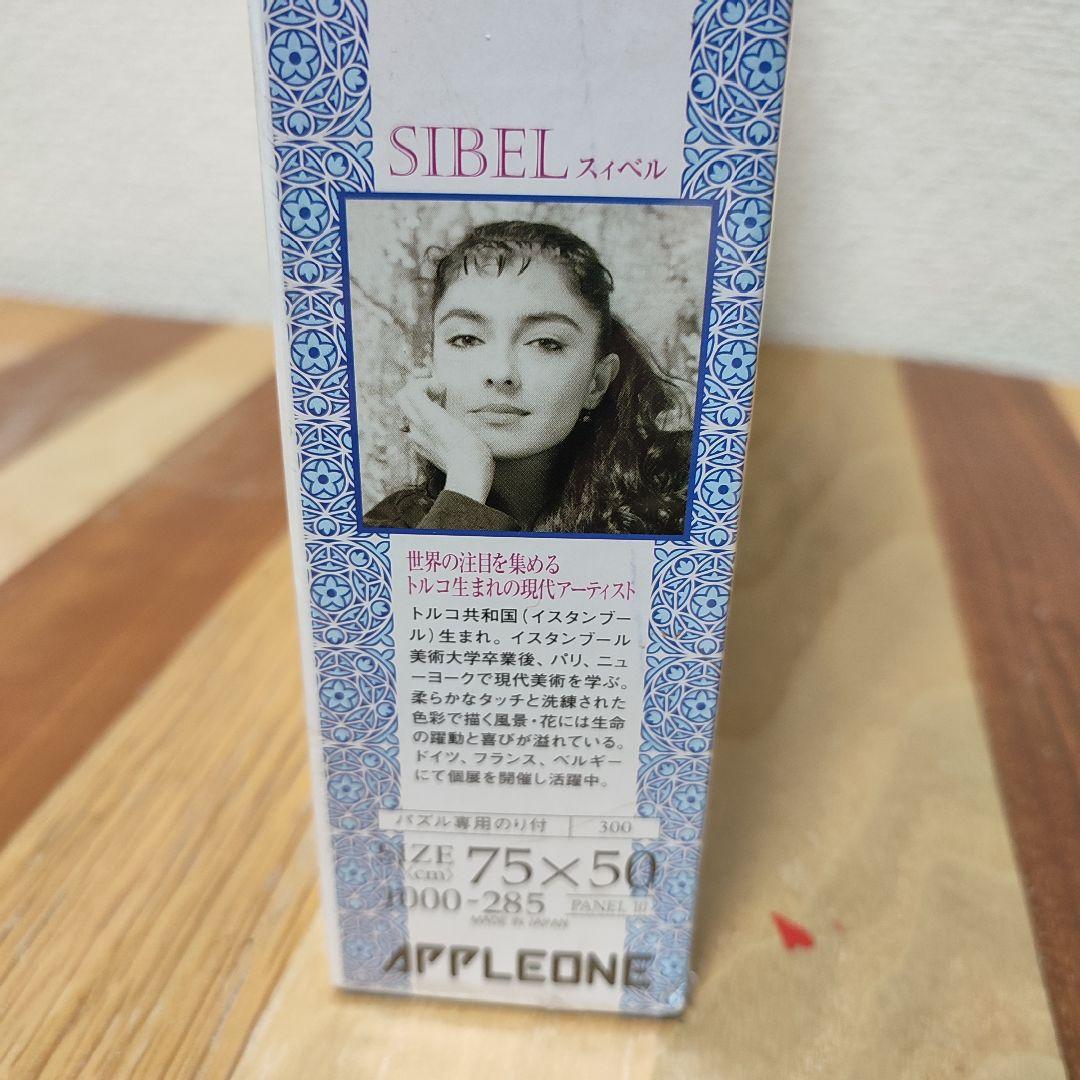 SIBEL スィベル
世界の注目を集める
トルコ生まれの現代アーティスト
トルコ共和国(イスタンブー
ル)生まれ。イスタンブール
美術大学卒業後、パリ、ニュ
ーヨークで現代美術を学ぶ。
柔らかなタッチと洗練された
色彩で描く風景・花には生命
の躍動と喜びが溢れている。
ドイツ、フランス、ベルギー
にて個展を開催し活躍中。
パズル専用のり付 300
SIZE (cm) 75×50
1000-285 PANEL III
MADE IN JAPAN
APPLEONE